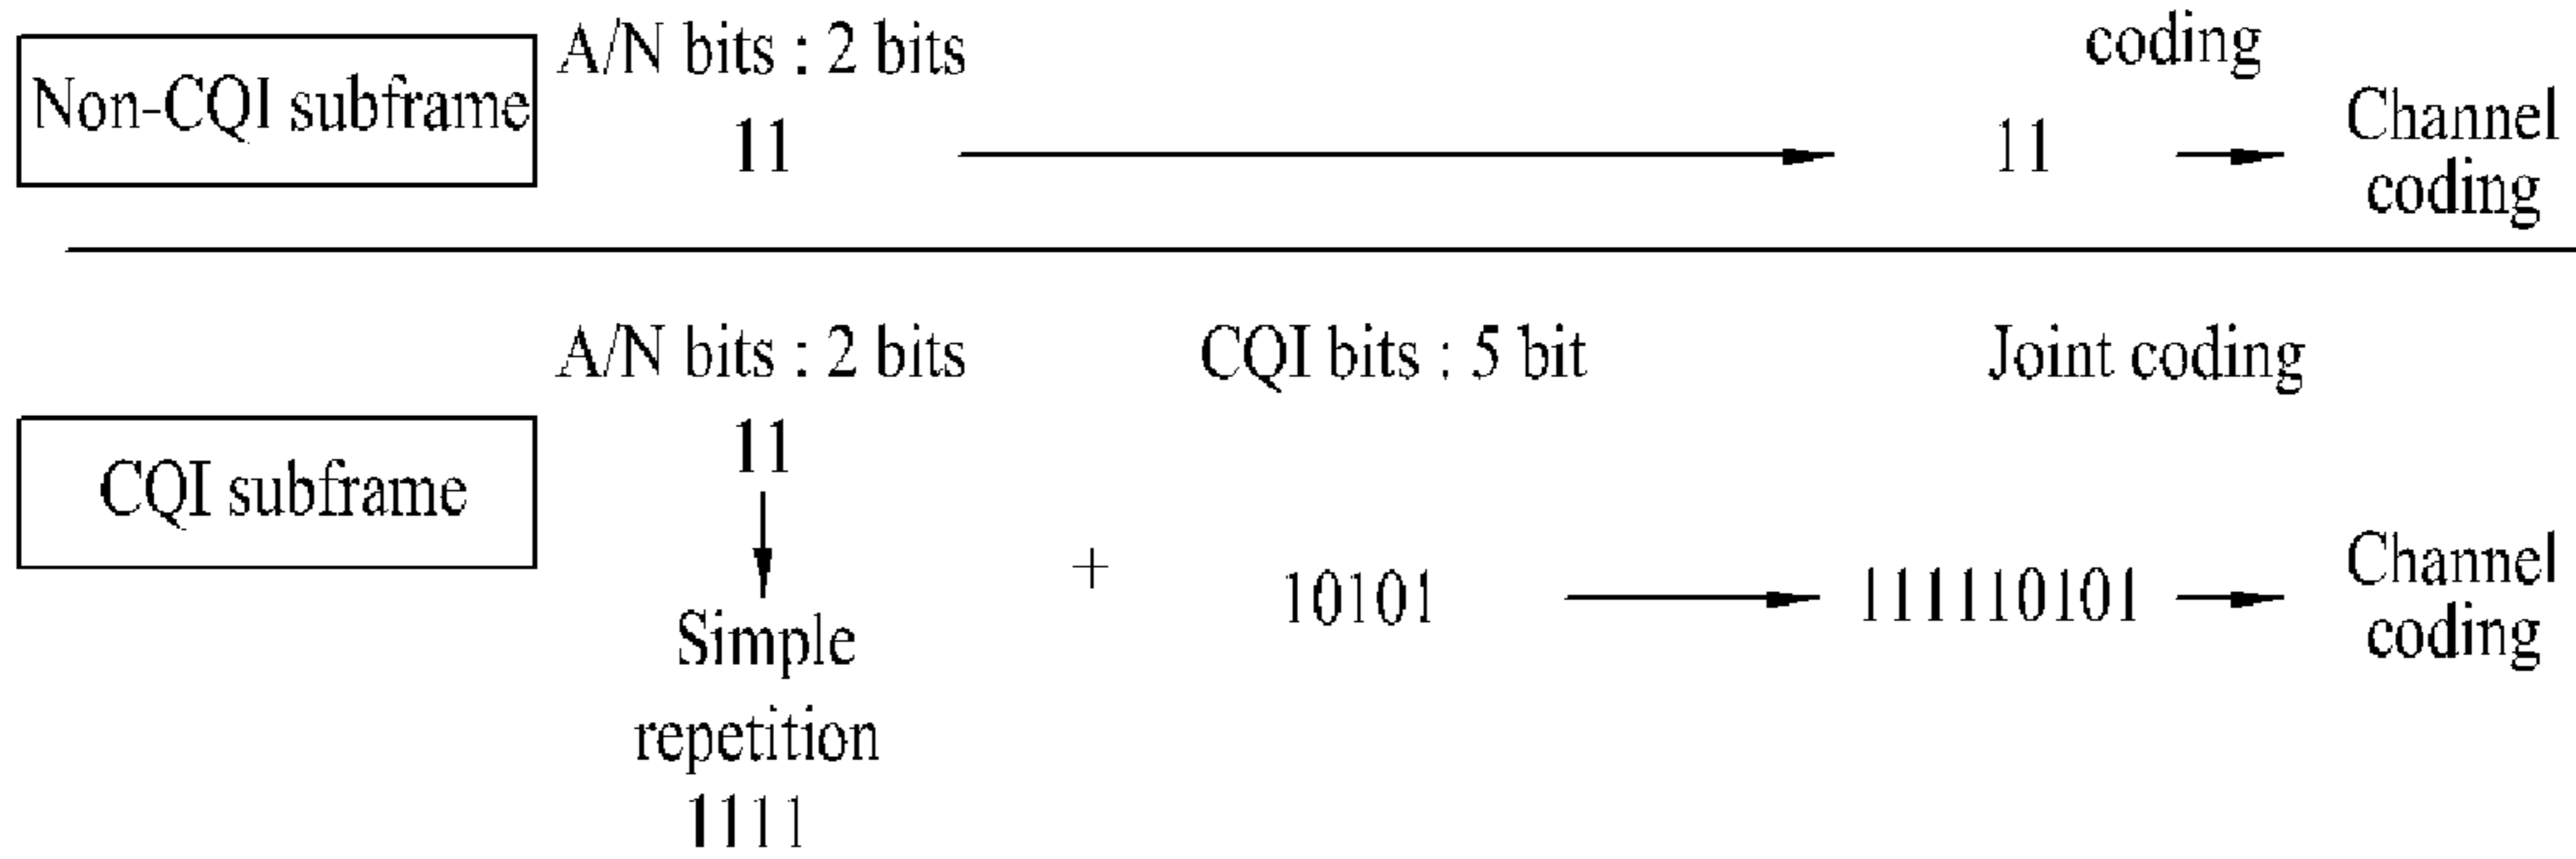 Non-CQI subframe
A/N bits : 2 bits
11
coding
11
Channel
coding
CQI subframe
A/N bits : 2 bits
11
Simple
repetition
1111
+
CQI bits : 5 bit
10101
Joint coding
111110101
Channel
coding